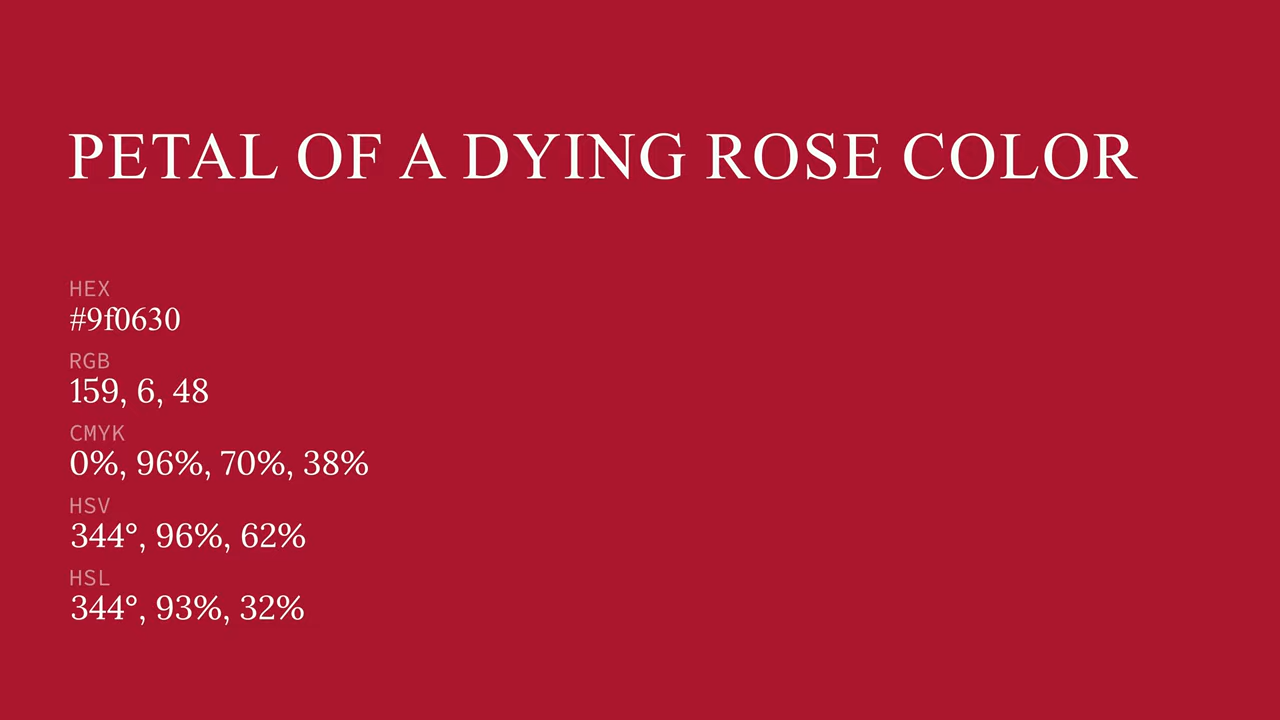 PETAL OF A DYING ROSE COLOR
HEX
#9f0630
RGB
159, 6, 48
CMYK
0%, 96%, 70%, 38%
HSV
344°, 96%, 62%
HSL
344°, 93%, 32%